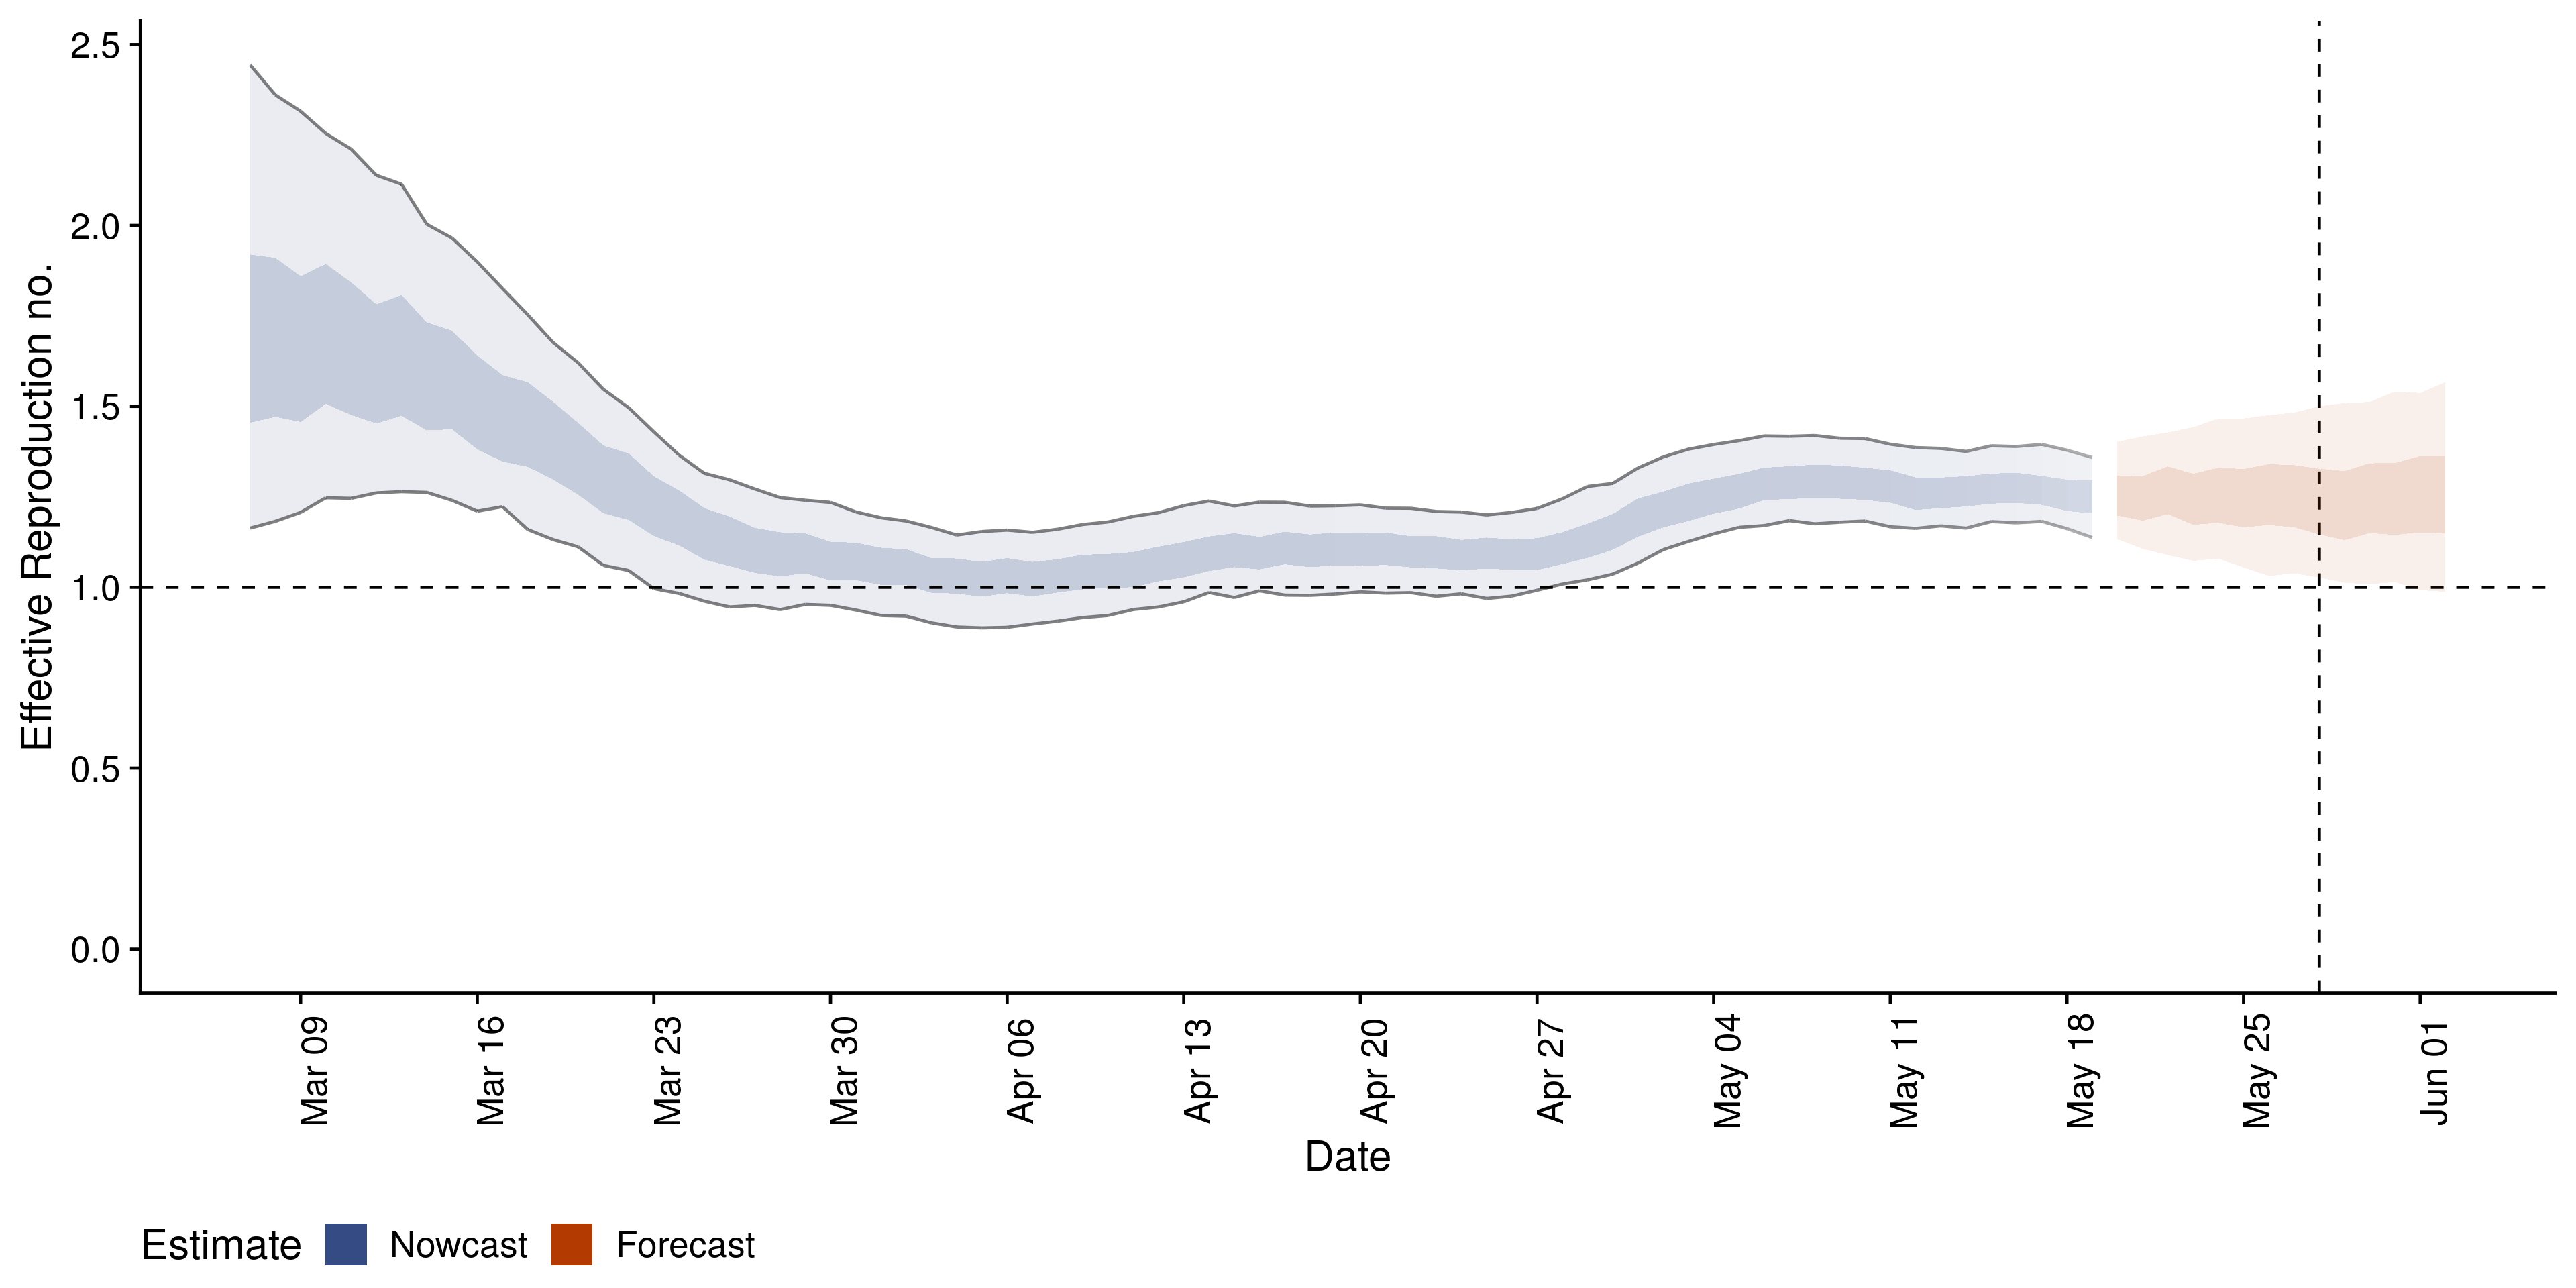 Effective Reproduction no.
2.5
2.0
1.5
1.0
0.5
0.0
Mar 09
Mar 16
Mar 23
Mar 30
Apr 06
Apr 13
Apr 20
Apr 27
May 04
May 11
May 18
May 25
Jun 01
Date
Estimate Nowcast Forecast